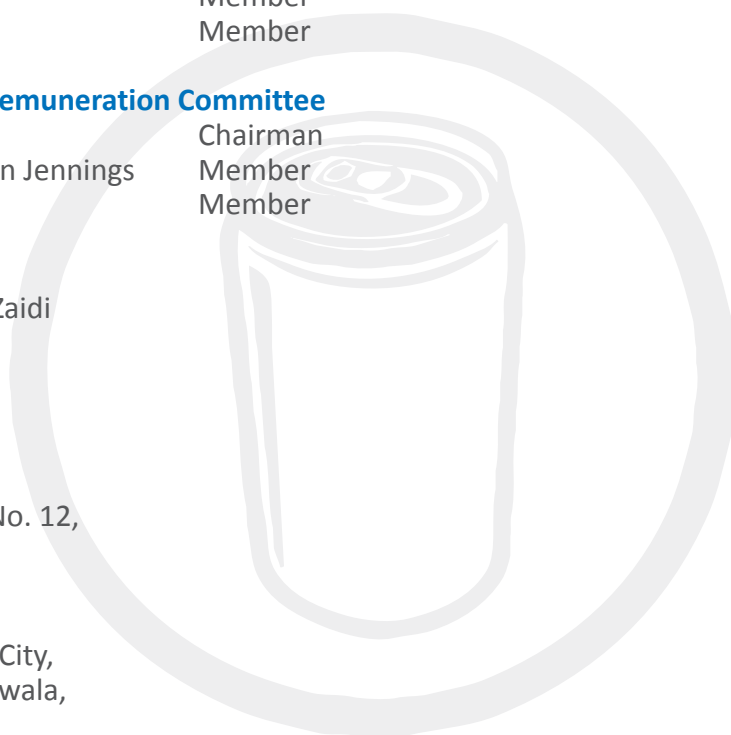 Member
Member
emuneration Committee
Chairman
n Jennings Member
Member
Zaidi
No. 12,
City,
wala,